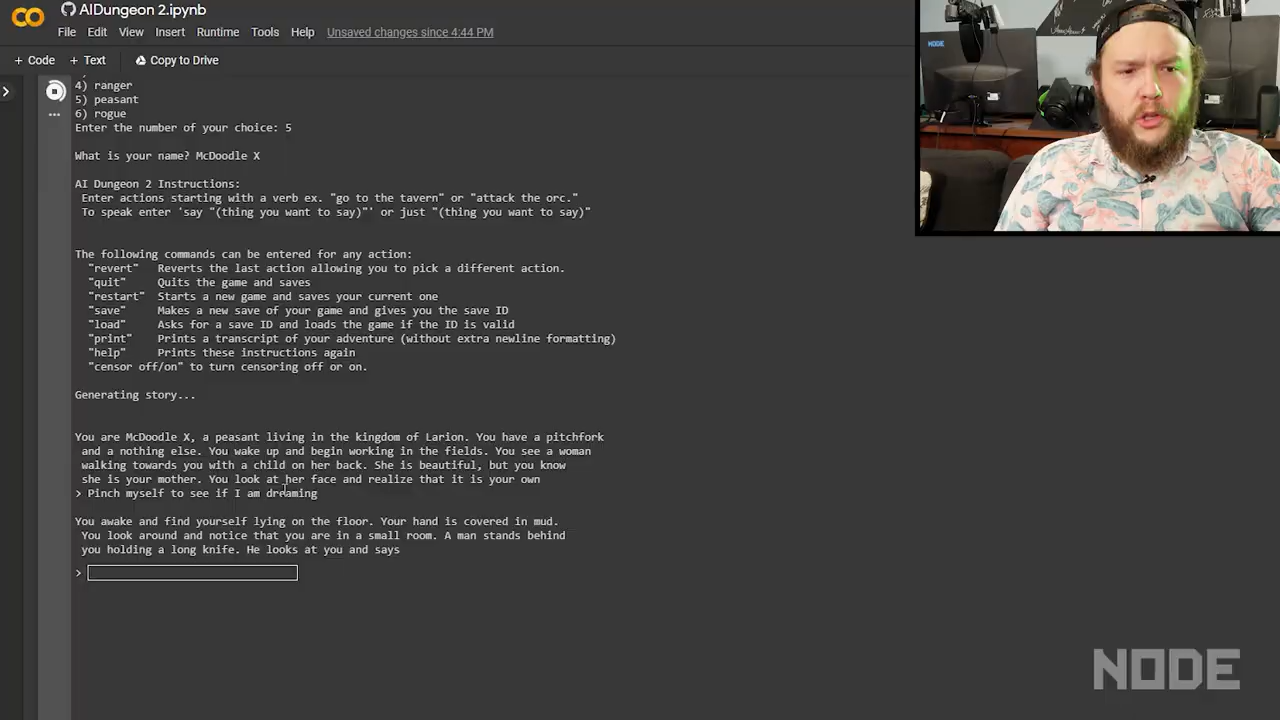 AIDungeon 2.ipynb
File Edit View Insert Runtime Tools Help Unsaved changes since 4:44 PM
+ Code + Text Copy to Drive
4) ranger
5) peasant
6) rogue
Enter the number of your choice: 5
What is your name? McDoodle X
AI Dungeon 2 Instructions:
Enter actions starting with a verb ex. "go to the tavern" or "attack the orc."
To speak enter 'say "(thing you want to say)"' or just "(thing you want to say)"
The following commands can be entered for any action:
"revert" Reverts the last action allowing you to pick a different action.
"quit" Quits the game and saves
"restart" Starts a new game and saves your current one
"save" Makes a new save of your game and gives you the save ID
"load" Asks for a save ID and loads the game if the ID is valid
"print" Prints a transcript of your adventure (without extra newline formatting)
"help" Prints these instructions again
"censor off/on" to turn censoring off or on.
Generating story...
You are McDoodle X, a peasant living in the kingdom of Larion. You have a pitchfork
and a nothing else. You wake up and begin working in the fields. You see a woman
walking towards you with a child on her back. She is beautiful, but you know
she is your mother. You look at her face and realize that it is your own
> Pinch myself to see if I am dreaming
You awake and find yourself lying on the floor. Your hand is covered in mud.
You look around and notice that you are in a small room. A man stands behind
you holding a long knife. He looks at you and says
>
NODE
NODE